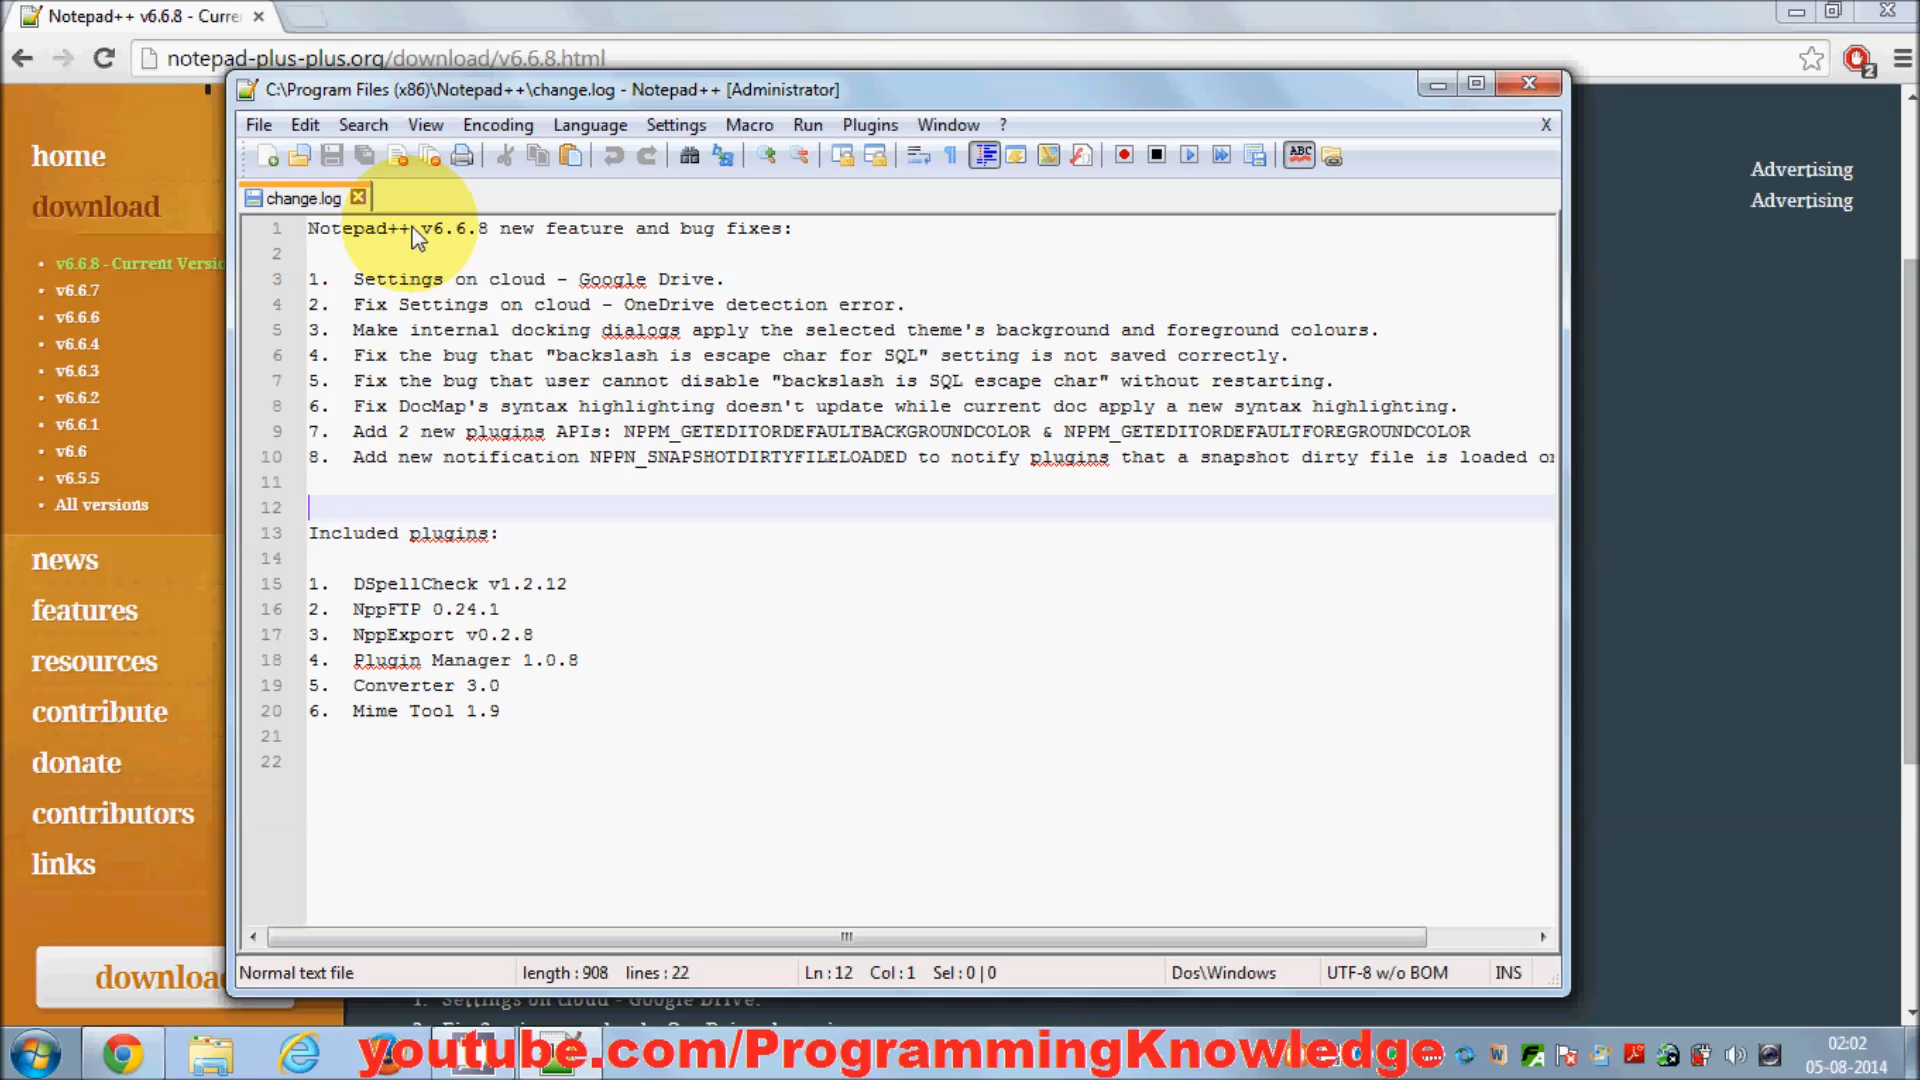 Notepad++ v6.6.8 - Curre
notepad-plus-plus.org/download/v6.6.8.html
2
C:\Program Files (x86)\Notepad++\change.log - Notepad++ [Administrator]
File Edit Search View Encoding Language Settings Macro Run Plugins Window ? X
ABC
change.log
1 Notepad++ v6.6.8 new feature and bug fixes:
2
3 1. Settings on cloud - Google Drive.
4 2. Fix Settings on cloud - OneDrive detection error.
5 3. Make internal docking dialogs apply the selected theme's background and foreground colours.
6 4. Fix the bug that "backslash is escape char for SQL" setting is not saved correctly.
7 5. Fix the bug that user cannot disable "backslash is SQL escape char" without restarting.
8 6. Fix DocMap's syntax highlighting doesn't update while current doc apply a new syntax highlighting.
9 7. Add 2 new plugins APIs: NPPM_GETEDITORDEFAULTBACKGROUNDCOLOR & NPPM_GETEDITORDEFAULTFOREGROUNDCOLOR
10 8. Add new notification NPPN_SNAPSHOTDIRTYFILELOADED to notify plugins that a snapshot dirty file is loaded
11
12
13 Included plugins:
14
15 1. DSpellCheck v1.2.12
16 2. NppFTP 0.24.1
17 3. NppExport v0.2.8
18 4. Plugin Manager 1.0.8
19 5. Converter 3.0
20 6. Mime Tool 1.9
21
22
Normal text file length : 908 lines : 22 Ln : 12 Col : 1 Sel : 0 | 0 Dos\Windows UTF-8 w/o BOM INS
home
download
v6.6.8 - Current Versio
v6.6.7
v6.6.6
v6.6.4
v6.6.3
v6.6.2
v6.6.1
v6.6
v6.5.5
All versions
news
features
resources
contribute
donate
contributors
links
downloa
Advertising
Advertising
1. Settings on cloud - Google Drive.
youtube.com/ProgrammingKnowledge
02:02
05-08-2014